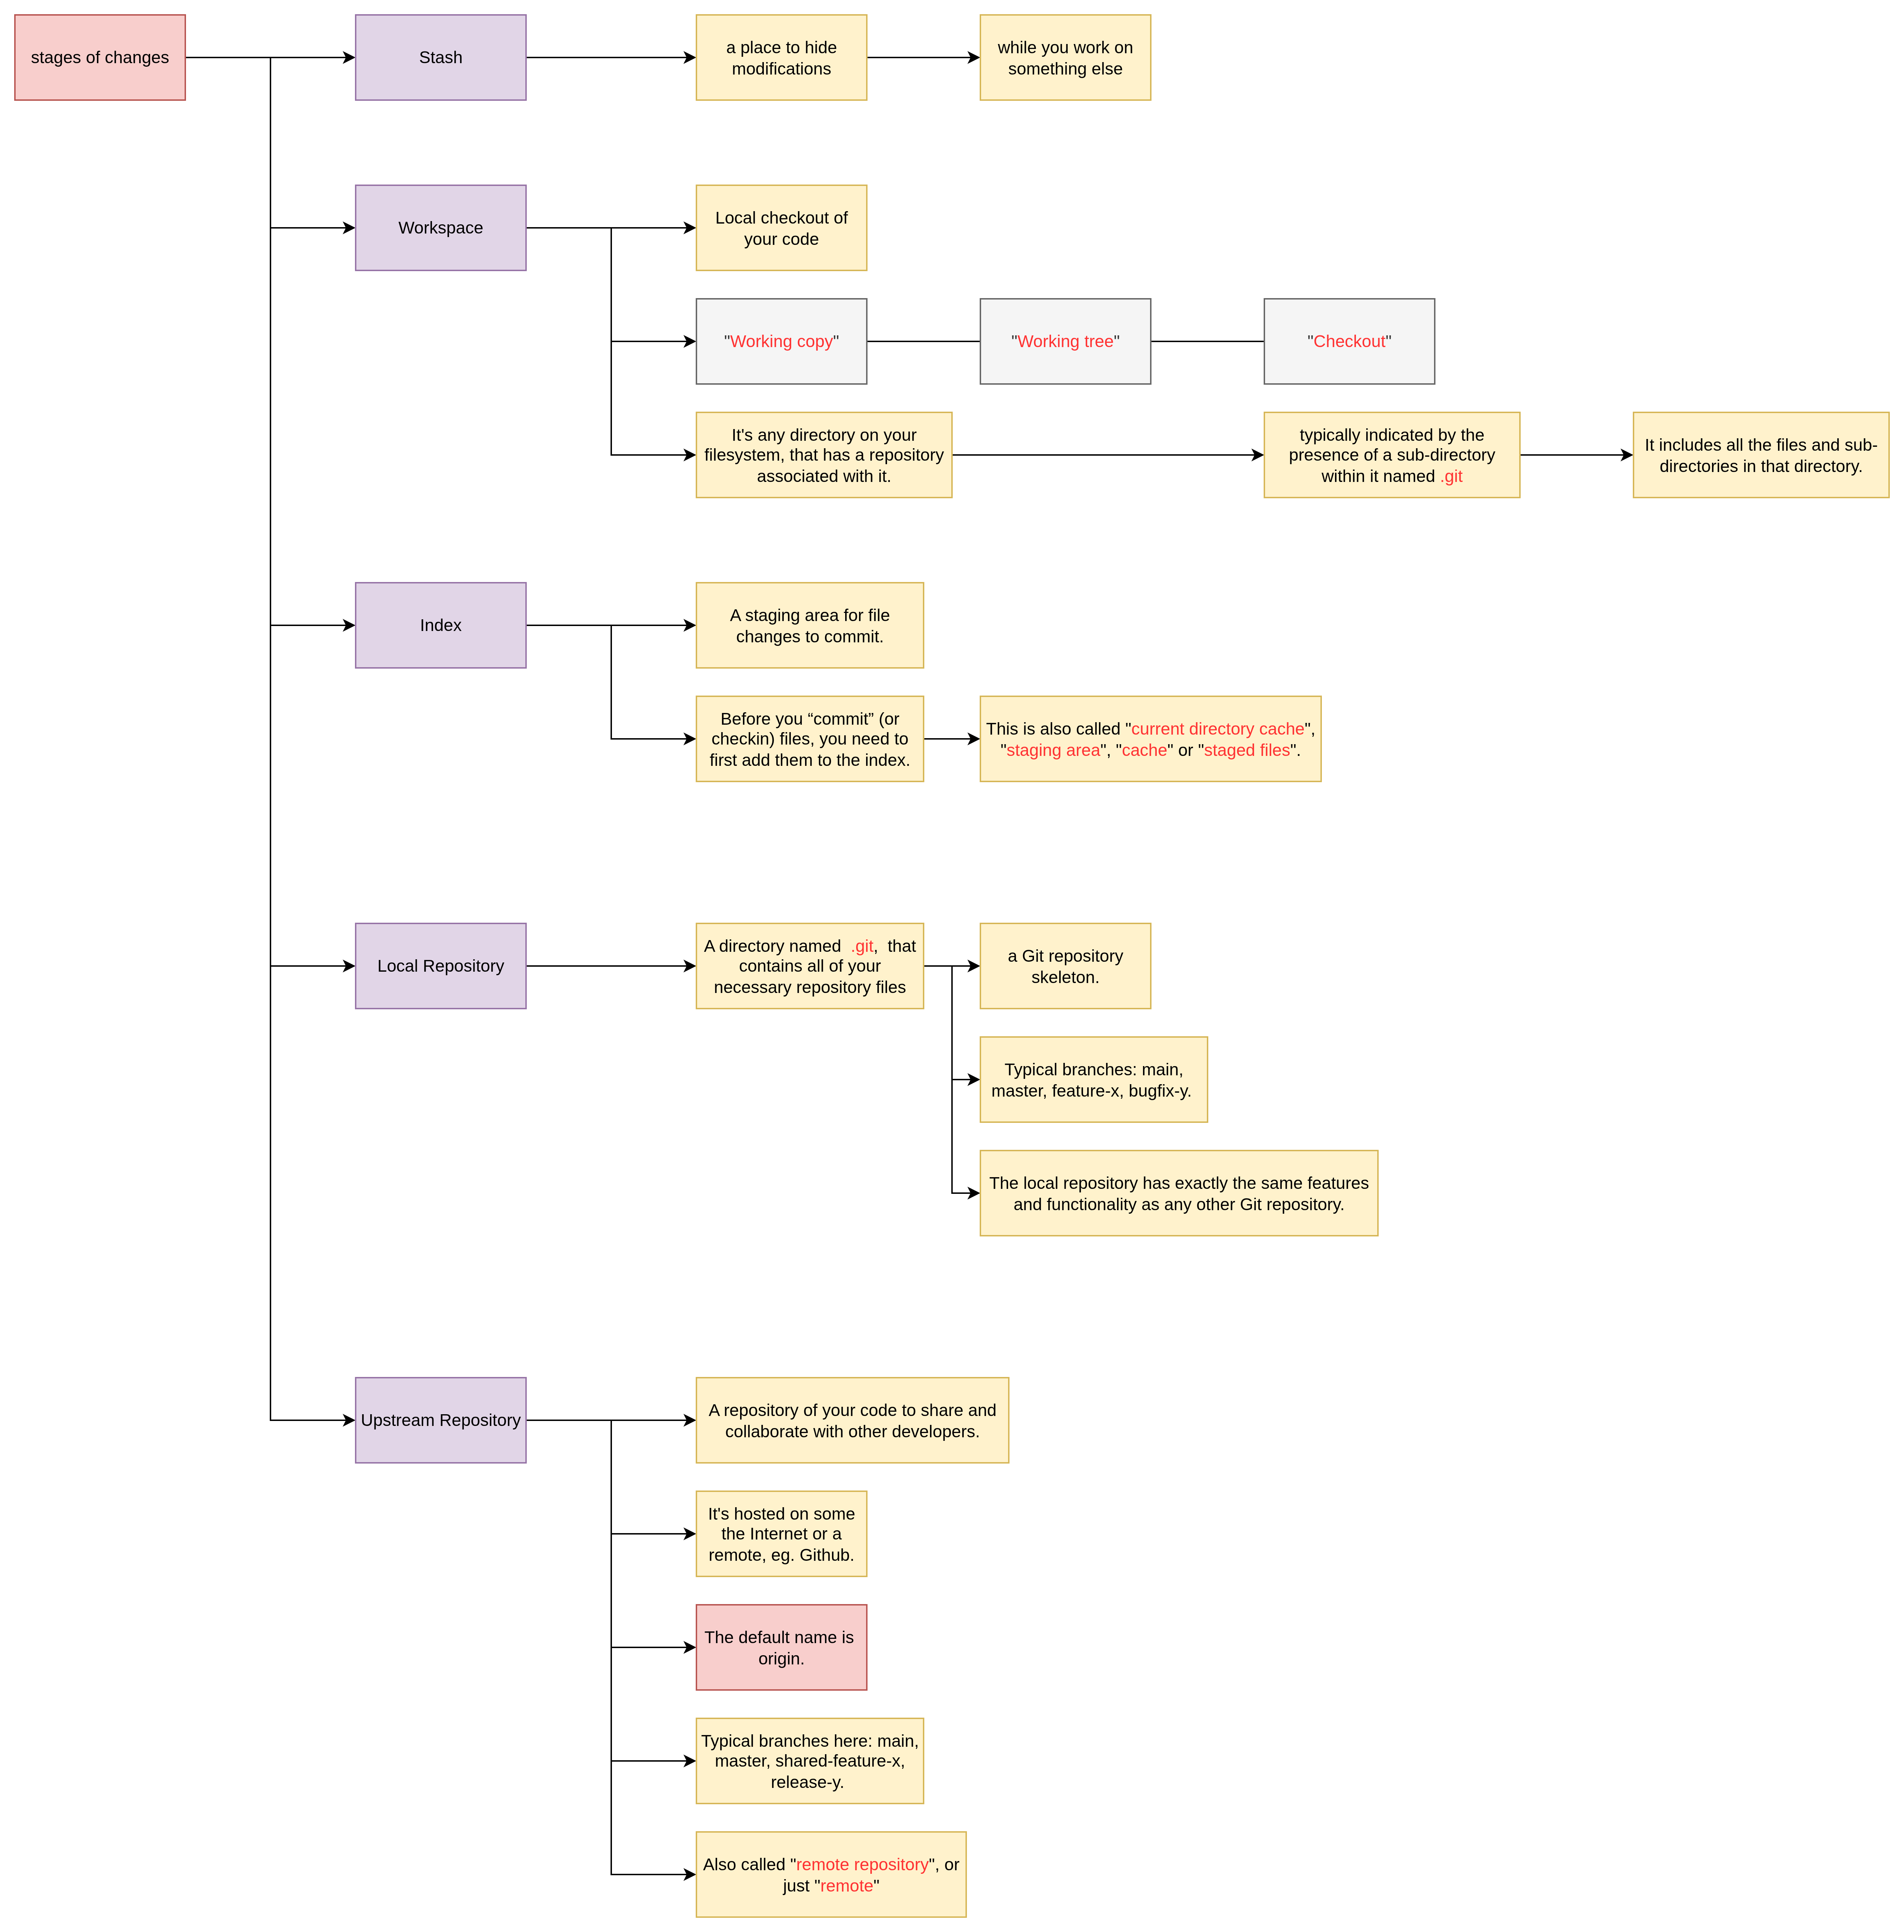 stages of changes
Stash
a place to hide
modifications
while you work on
something else
Workspace
Local checkout of
your code
"Working copy"
"Working tree"
"Checkout"
It's any directory on your
filesystem, that has a repository
associated with it.
typically indicated by the
presence of a sub-directory
within it named .git
It includes all the files and sub-
directories in that directory.
Index
A staging area for file
changes to commit.
Before you “commit” (or
checkin) files, you need to
first add them to the index.
This is also called "current directory cache",
"staging area", "cache" or "staged files".
Local Repository
A directory named  .git,  that
contains all of your
necessary repository files
a Git repository
skeleton.
Typical branches: main,
master, feature-x, bugfix-y.
The local repository has exactly the same features
and functionality as any other Git repository.
Upstream Repository
A repository of your code to share and
collaborate with other developers.
It's hosted on some
the Internet or a
remote, eg. Github.
The default name is
origin.
Typical branches here: main,
master, shared-feature-x,
release-y.
Also called "remote repository", or
just "remote"